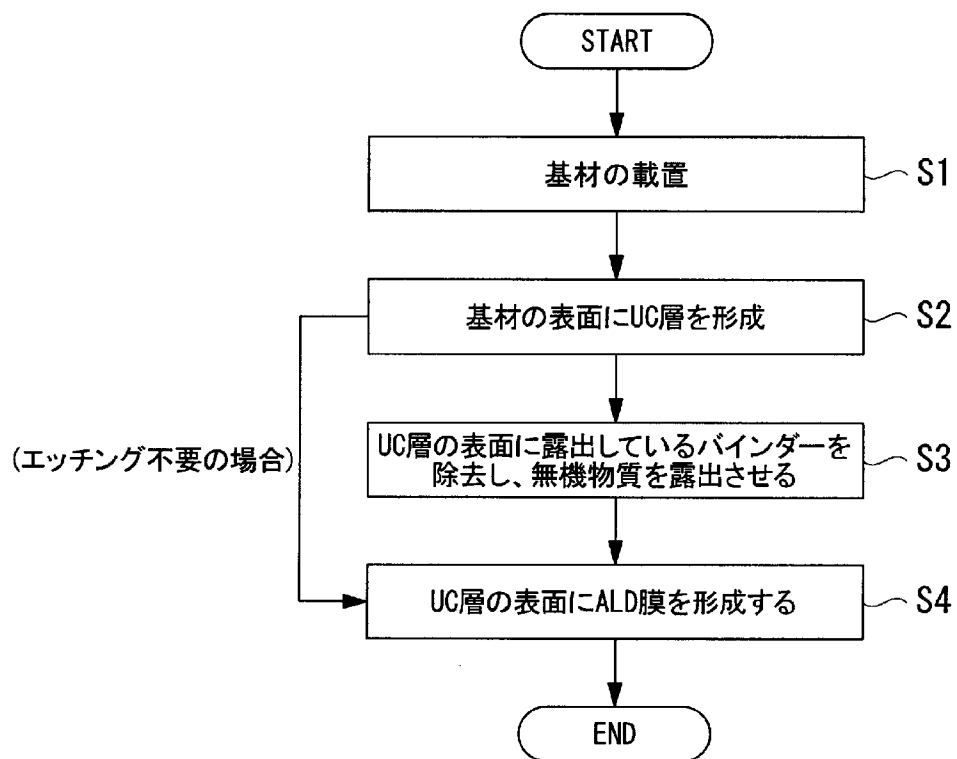 START
基材の載置
S1
基材の表面にUC層を形成
S2
(エッチング不要の場合)
UC層の表面に露出しているバインダーを
除去し、無機物質を露出させる
S3
UC層の表面にALD膜を形成する
S4
END